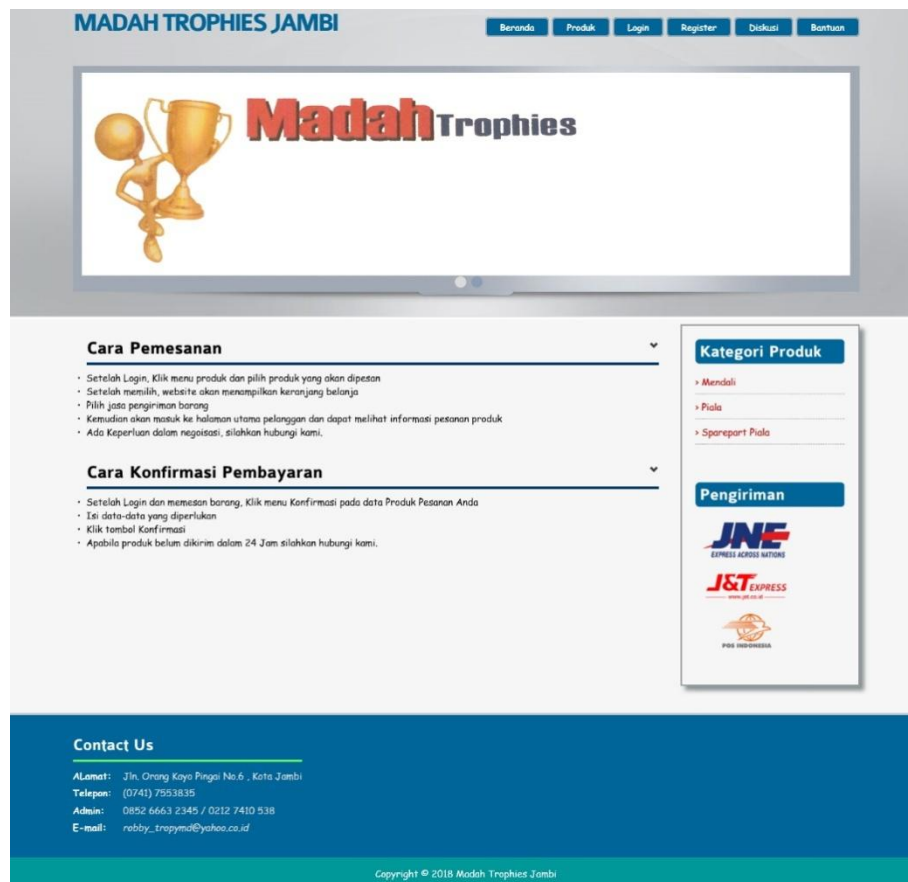 MADAH TROPHIES JAMBI
Beranda Produk Login Register Diskusi Bantuan
Madah Trophies
Cara Pemesanan
• Setelah Login, Klik menu produk dan pilih produk yang akan dipesan
• Setelah memilih, website akan menampilkan keranjang belanja
• Pilih jasa pengiriman barang
• Kemudian akan masuk ke halaman utama pelanggan dan dapat melihat informasi pesanan produk
• Ada Keperluan dalam negoisasi, silahkan hubungi kami.
Cara Konfirmasi Pembayaran
• Setelah Login dan memesan barang, Klik menu Konfirmasi pada data Produk Pesanan Anda
• Isi data-data yang diperlukan
• Klik tombol Konfirmasi
• Apabila produk belum dikirim dalam 24 Jam silahkan hubungi kami.
Kategori Produk
› Mendali
› Piala
› Sparepart Piala
Pengiriman
JNE
EXPRESS ACROSS NATIONS
J&T EXPRESS
www.jet.co.id
POS INDONESIA
Contact Us
ALamat: Jln. Orang Kayo Pingai No.6 , Kota Jambi
Telepon: (0741) 7553835
Admin: 0852 6663 2345 / 0212 7410 538
E-mail: robby_tropymd@yahoo.co.id
Copyright © 2018 Madah Trophies Jambi